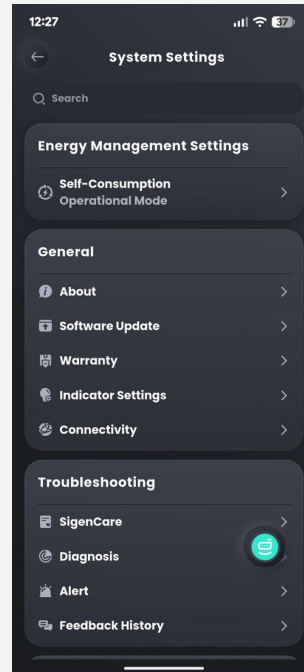 12:27
37
System Settings
Search
Energy Management Settings
Self-Consumption
Operational Mode
General
About
Software Update
Warranty
Indicator Settings
Connectivity
Troubleshooting
SigenCare
Diagnosis
Alert
Feedback History